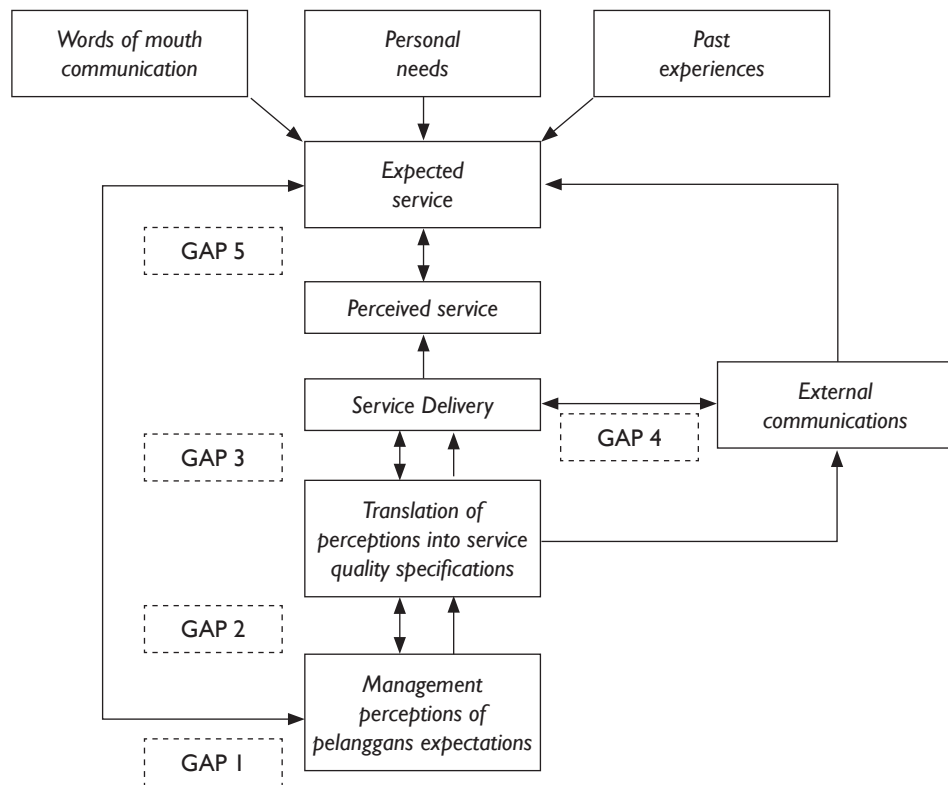 Words of mouth
communication
Personal
needs
Past
experiences
Expected
service
GAP 5
Perceived service
Service Delivery
External
communications
GAP 4
GAP 3
Translation of
perceptions into service
quality specifications
GAP 2
Management
perceptions of
pelanggans expectations
GAP 1